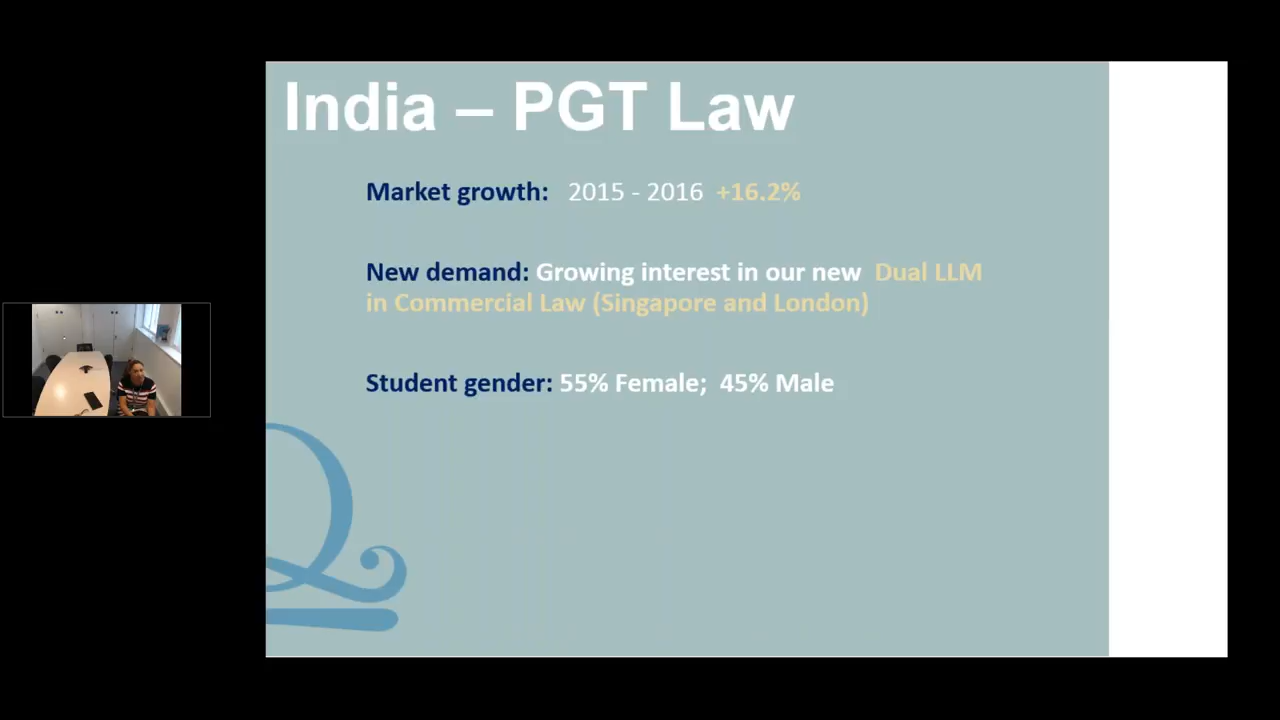 India – PGT Law
Market growth: 2015 - 2016 +16.2%
New demand: Growing interest in our new Dual LLM
in Commercial Law (Singapore and London)
Student gender: 55% Female; 45% Male